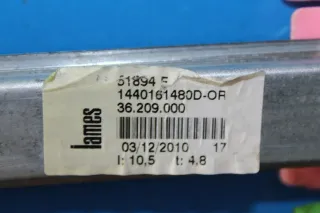 51894 F
1440161480D-OR
36.209.000
lames
03/12/2010 17
I: 10,5 t: 4,8